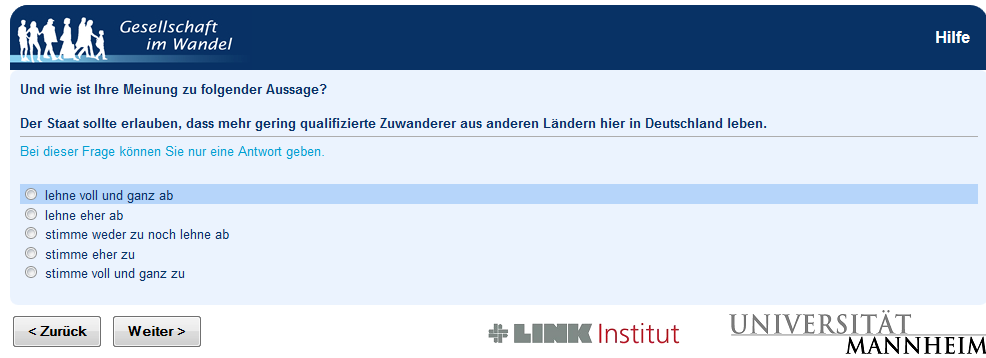 Gesellschaft
im Wandel
Hilfe
Und wie ist Ihre Meinung zu folgender Aussage?
Der Staat sollte erlauben, dass mehr gering qualifizierte Zuwanderer aus anderen Ländern hier in Deutschland leben.
Bei dieser Frage können Sie nur eine Antwort geben.
lehne voll und ganz ab
lehne eher ab
stimme weder zu noch lehne ab
stimme eher zu
stimme voll und ganz zu
< Zurück
Weiter >
LINK Institut
UNIVERSITÄT
MANNHEIM